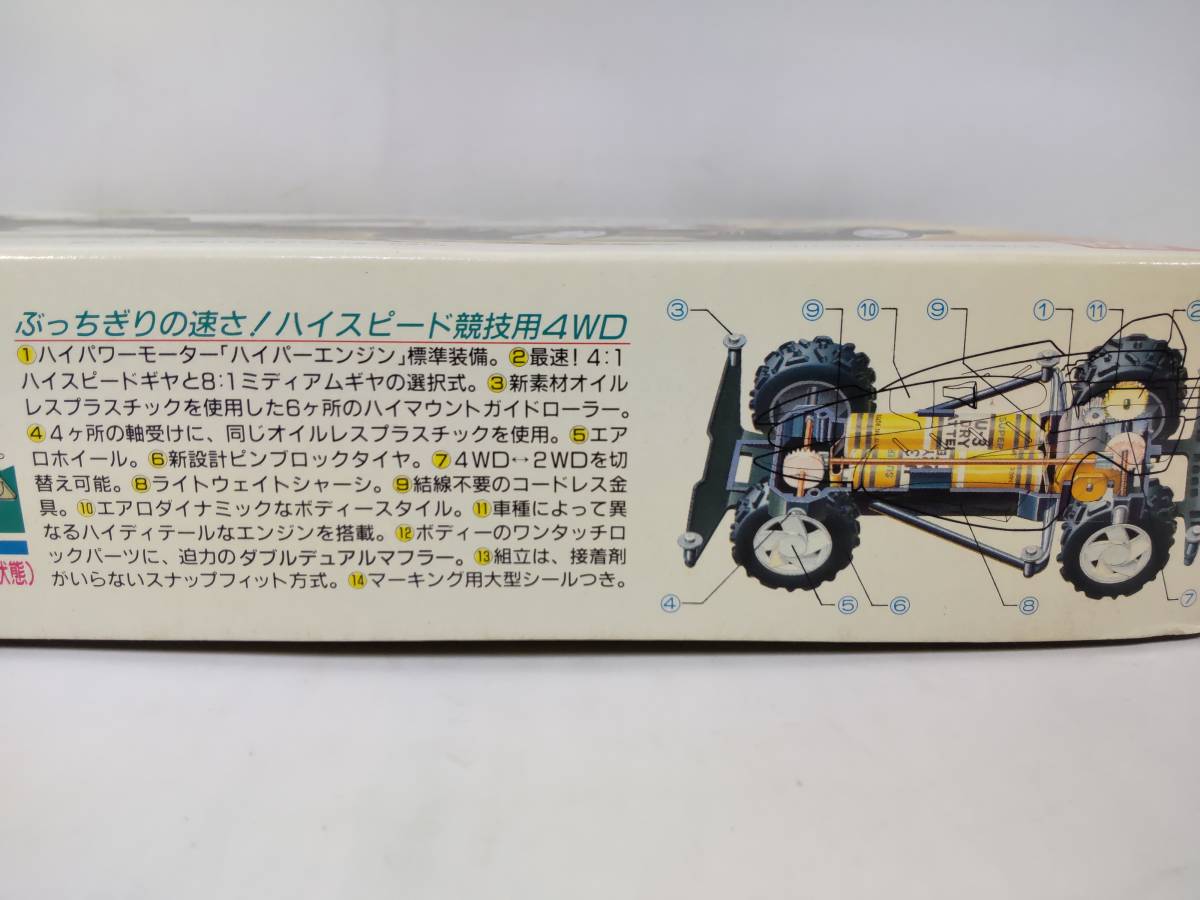 ぶっちぎりの速さ!ハイスピード競技用4WD
①ハイパワーモーター「ハイパーエンジン」標準装備。②最速!4:1
ハイスピードギヤと8:1ミディアムギヤの選択式。③新素材オイル
レスプラスチックを使用した6ヶ所のハイマウントガイドローラー。
④4ヶ所の軸受けに、同じオイルレスプラスチックを使用。⑤エア
ロホイール。⑥新設計ピンブロックタイヤ。⑦4WD↔2WDを切
替え可能。⑧ライトウェイトシャーシ。⑨結線不要のコードレス金
具。⑩エアロダイナミックなボディースタイル。⑪車種によって異
なるハイディテールなエンジンを搭載。⑫ボディーのワンタッチロ
ックパーツに、迫力のダブルデュアルマフラー。⑬組立は、接着剤
がいらないスナップフィット方式。⑭マーキング用大型シールつき。
状態)
③ ⑨ ⑩ ⑨ ① ⑪ ②
SUPER
U-3
DRY
④ ⑤ ⑥ ⑧ ⑦